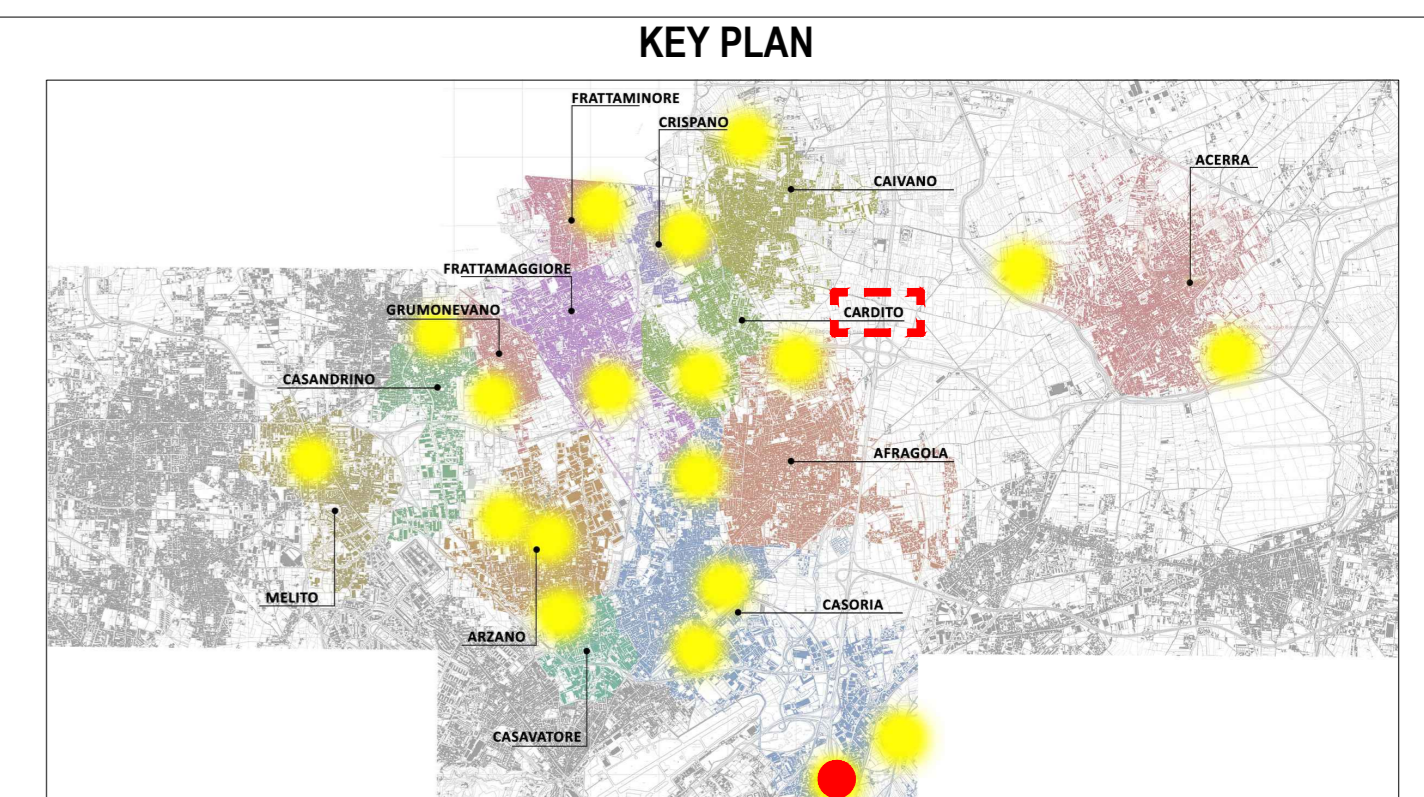 KEY PLAN
FRATTAMINORE
CRISPANO
ACERRA
CAIVANO
FRATTAMAGGIORE
GRUMONEVANO
CARDITO
CASANDRINO
AFRAGOLA
MELITO
CASORIA
ARZANO
CASAVATORE